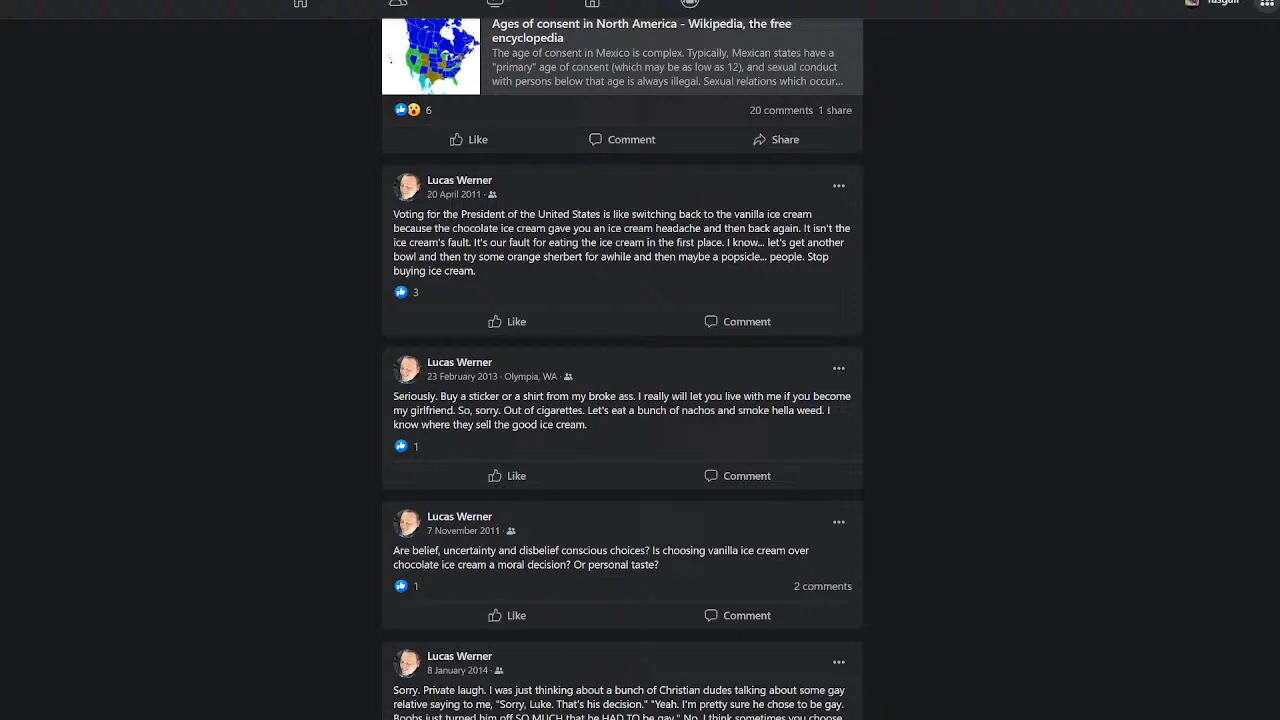 Ages of consent in North America - Wikipedia, the free
encyclopedia
The age of consent in Mexico is complex. Typically, Mexican states have a
"primary" age of consent (which may be as low as 12), and sexual conduct
with persons below that age is always illegal. Sexual relations which occur...
6
20 comments 1 share
Like Comment Share
Lucas Werner
20 April 2011 ·
Voting for the President of the United States is like switching back to the vanilla ice cream
because the chocolate ice cream gave you an ice cream headache and then back again. It isn't the
ice cream's fault. It's our fault for eating the ice cream in the first place. I know... let's get another
bowl and then try some orange sherbert for awhile and then maybe a popsicle... people. Stop
buying ice cream.
3
Like Comment
Lucas Werner
23 February 2013 · Olympia, WA ·
Seriously. Buy a sticker or a shirt from my broke ass. I really will let you live with me if you become
my girlfriend. So, sorry. Out of cigarettes. Let's eat a bunch of nachos and smoke hella weed. I
know where they sell the good ice cream.
1
Like Comment
Lucas Werner
7 November 2011 ·
Are belief, uncertainty and disbelief conscious choices? Is choosing vanilla ice cream over
chocolate ice cream a moral decision? Or personal taste?
1
2 comments
Like Comment
Lucas Werner
8 January 2014 ·
Sorry. Private laugh. I was just thinking about a bunch of Christian dudes talking about some gay
relative saying to me, "Sorry, Luke. That's his decision." "Yeah. I'm pretty sure he chose to be gay.
Boobs just turned him off SO MUCH that he HAD TO be gay." No, I think sometimes you choose